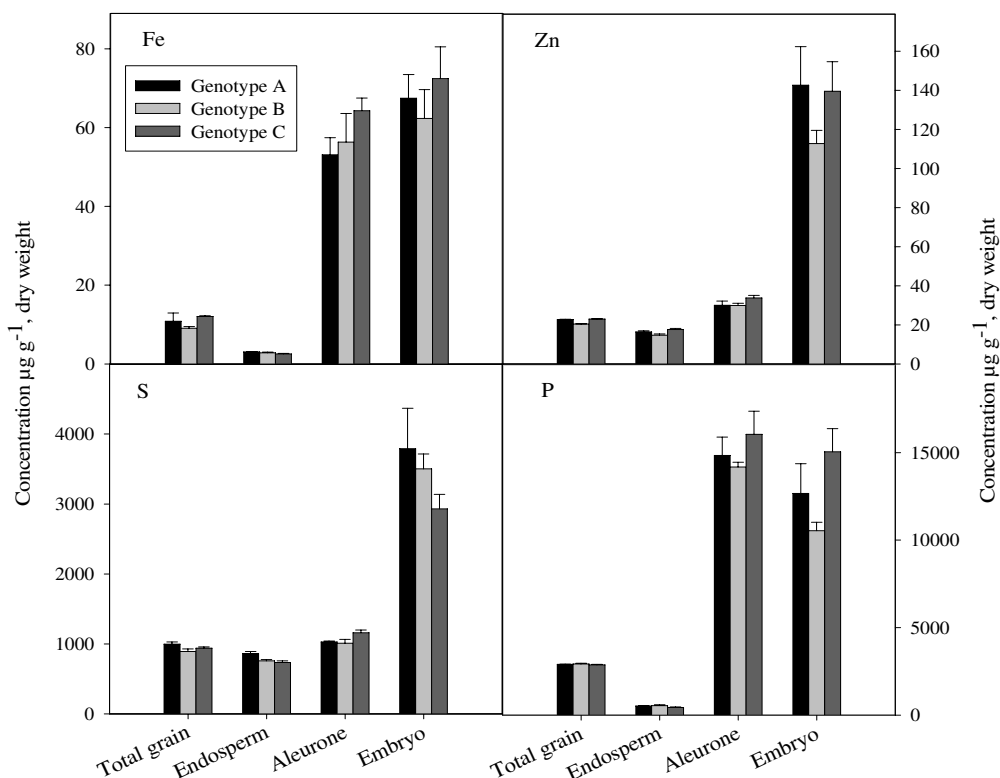 Fe
Genotype A
Genotype B
Genotype C
80
60
40
20
0
Zn
160
140
120
100
80
60
40
20
0
S
4000
3000
2000
1000
0
P
15000
10000
5000
0
Concentration µg g⁻¹, dry weight
Concentration µg g⁻¹, dry weight
Total grain
Endosperm
Aleurone
Embryo
Total grain
Endosperm
Aleurone
Embryo